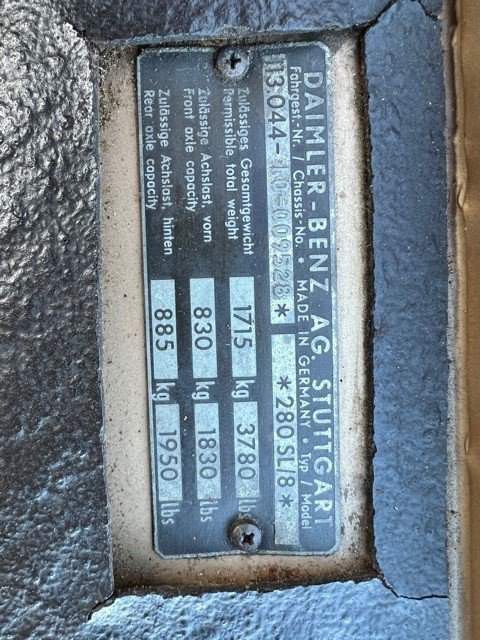 DAIMLER-BENZ AG. STUTTGART
Fahrgest.-Nr. / Chassis-No. • MADE IN GERMANY • Typ / Model
113.044-10-009528* *280SL/8*
Zulässiges Gesamtgewicht
Permissible total weight 1715 kg 3780 lbs
Zulässige Achslast, vorn
Front axle capacity 830 kg 1830 lbs
Zulässige Achslast, hinten
Rear axle capacity 885 kg 1950 lbs